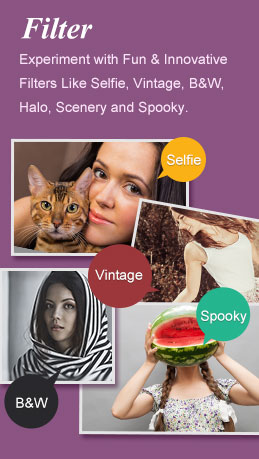 Filter
Experiment with Fun & Innovative
Filters Like Selfie, Vintage, B&W,
Halo, Scenery and Spooky.
Selfie
Vintage
Spooky
B&W